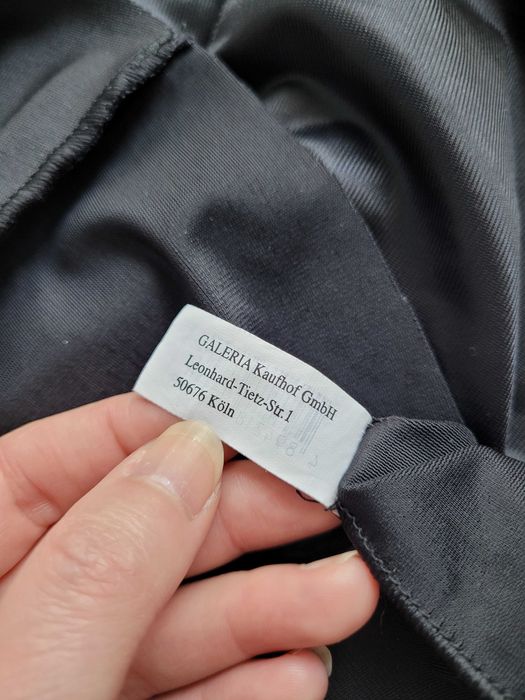 GALERIA Kaufhof GmbH
Leonhard-Tietz-Str.1
50676 Köln